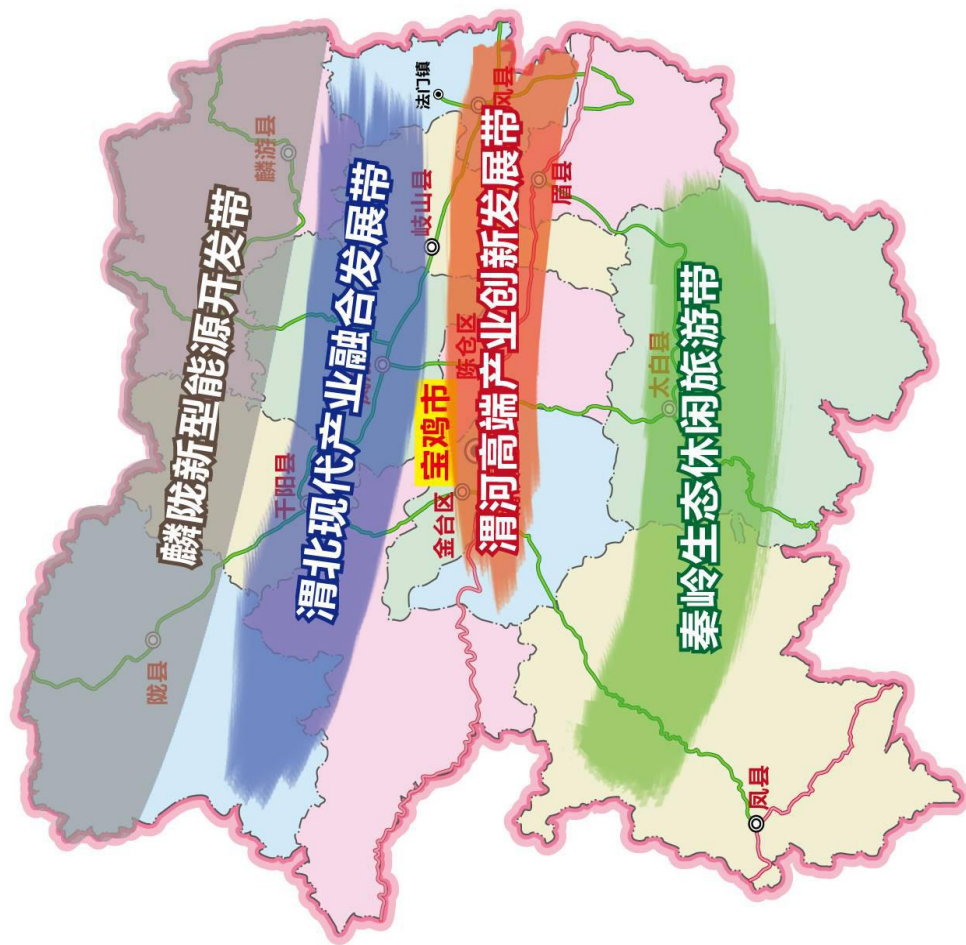 麟陇新型能源开发带
渭北现代产业融合发展带
渭河高端产业创新发展带
秦岭生态休闲旅游带
麟游县
法门镇
风县
岐山县
眉县
陈仓区
宝鸡市
金台区
千阳县
陇县
太白县
凤县